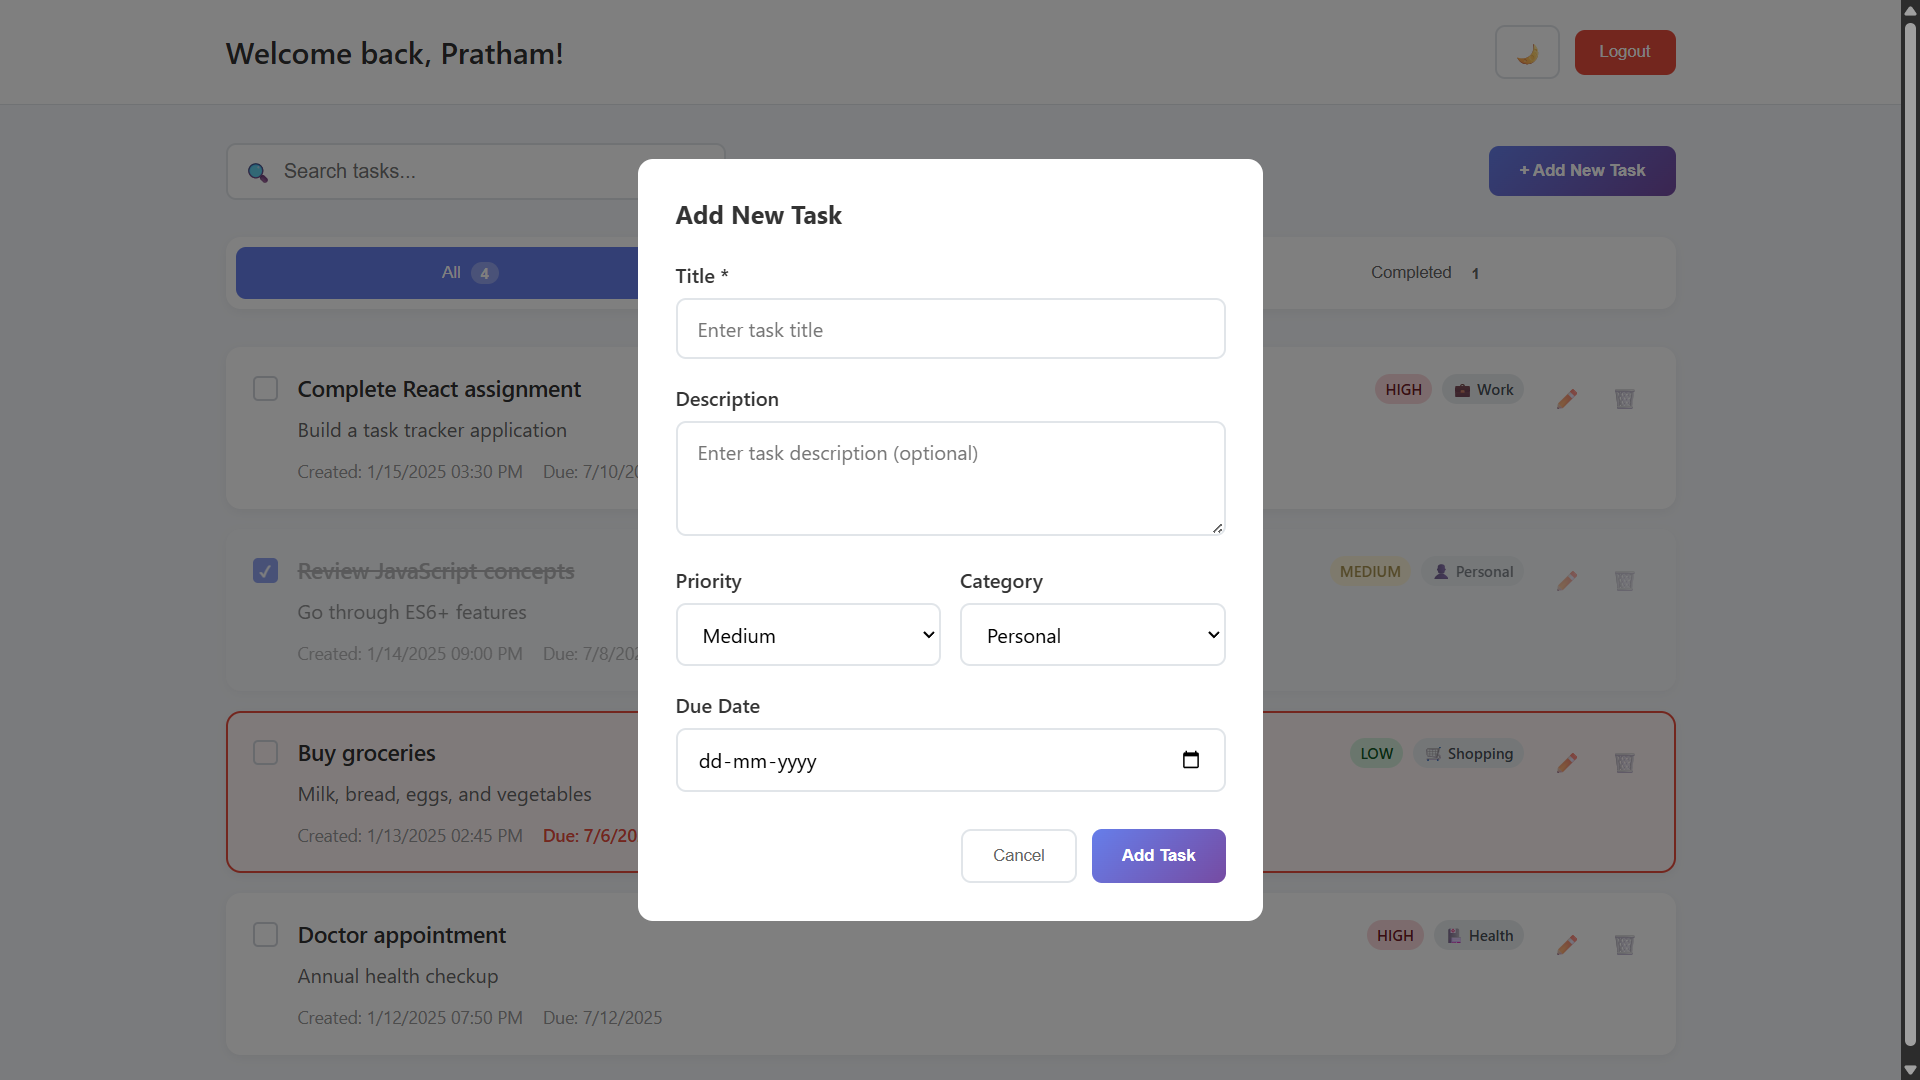 Welcome back, Pratham!
Logout
Search tasks...
+ Add New Task
All 4
Completed 1
Complete React assignment
HIGH
Work
Build a task tracker application
Created: 1/15/2025 03:30 PM Due: 7/10/20
Review JavaScript concepts
MEDIUM
Personal
Go through ES6+ features
Created: 1/14/2025 09:00 PM Due: 7/8/202
Buy groceries
LOW
Shopping
Milk, bread, eggs, and vegetables
Created: 1/13/2025 02:45 PM Due: 7/6/20
Doctor appointment
HIGH
Health
Annual health checkup
Created: 1/12/2025 07:50 PM Due: 7/12/2025
Add New Task
Title *
Enter task title
Description
Enter task description (optional)
Priority
Category
Medium
Personal
Due Date
dd-mm-yyyy
Cancel
Add Task